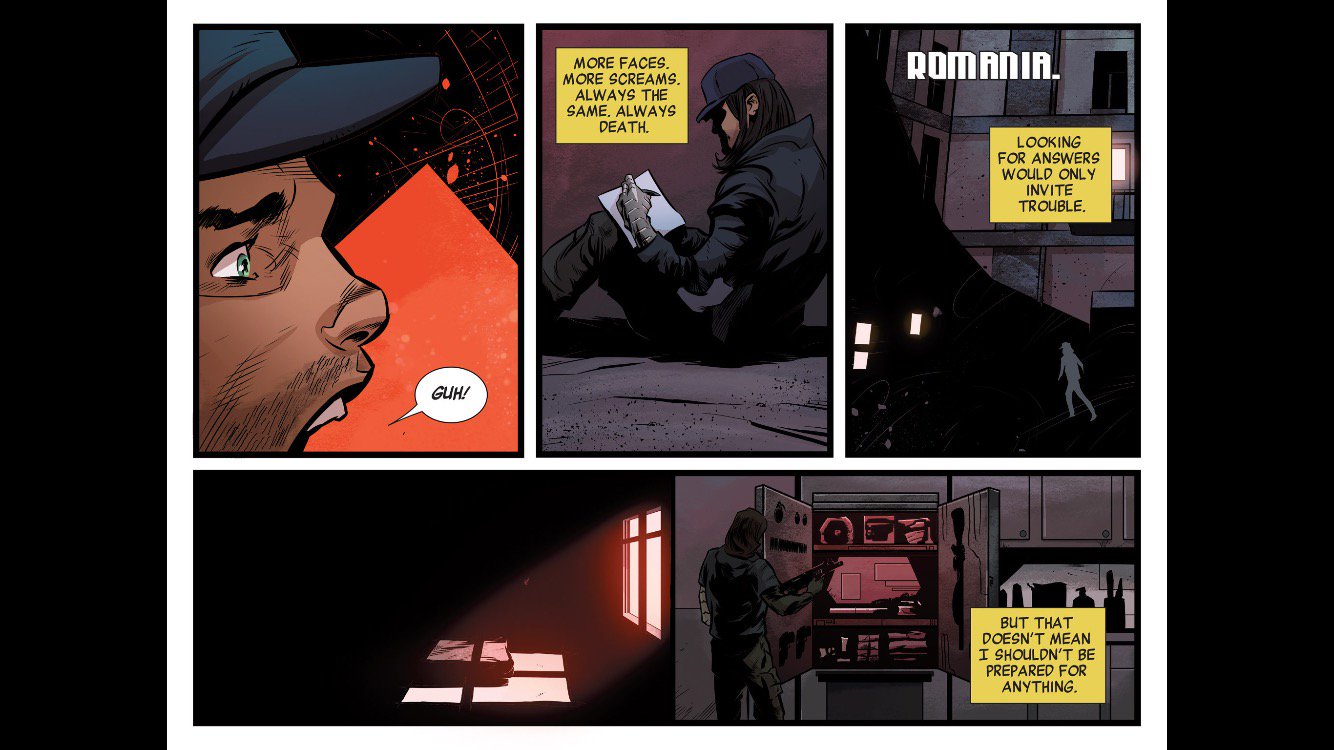 GUH!
MORE FACES.
MORE SCREAMS.
ALWAYS THE
SAME. ALWAYS
DEATH.
ROMANIA.
LOOKING
FOR ANSWERS
WOULD ONLY
INVITE
TROUBLE.
BUT THAT
DOESN'T MEAN
I SHOULDN'T BE
PREPARED FOR
ANYTHING.